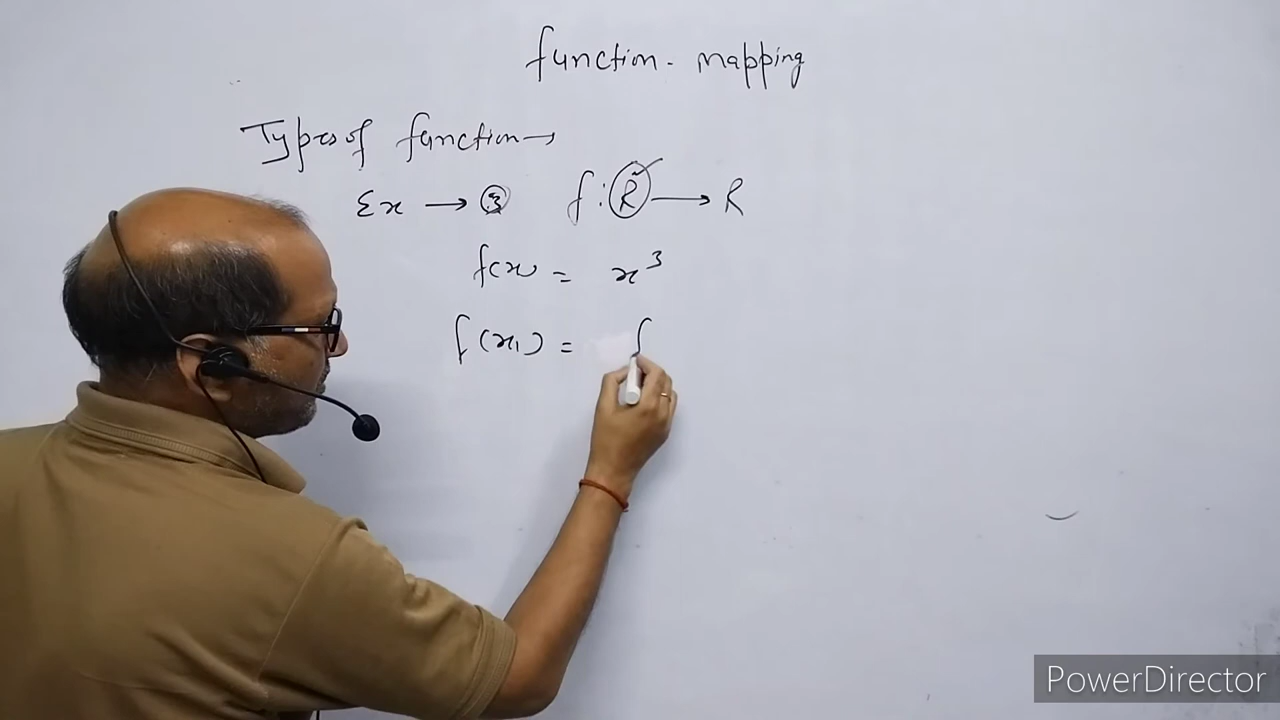 function - mapping
Types of function →
Ex → 3 f : R → R
f(x) = x³
f(x₁) = f
PowerDirector